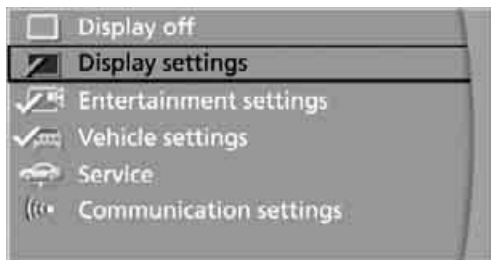 Display off
Display settings
Entertainment settings
Vehicle settings
Service
Communication settings